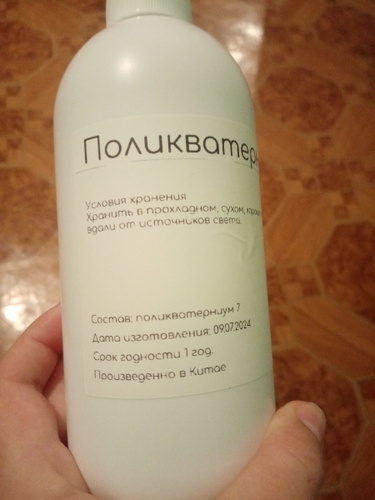 Поликватер
Условия хранения
Хранить в прохладном, сухом,
вдали от источников света.
Состав: поликватерниум 7
Дата изготовления: 09.07.2024
Срок годности 1 год.
Произведенно в Китае